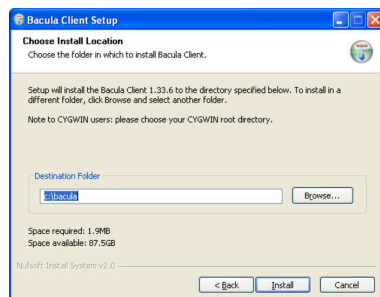 Bacula Client Setup
Choose Install Location
Choose the folder in which to install Bacula Client.
Setup will install the Bacula Client 1.33.6 to the directory specified below. To install in a
different folder, click Browse and select another folder.
Note to CYGWIN users: please choose your CYGWIN root directory.
Destination Folder
c:\bacula
Browse...
Space required: 1.9MB
Space available: 87.5GB
Nullsoft Install System v2.0
< Back
Install
Cancel